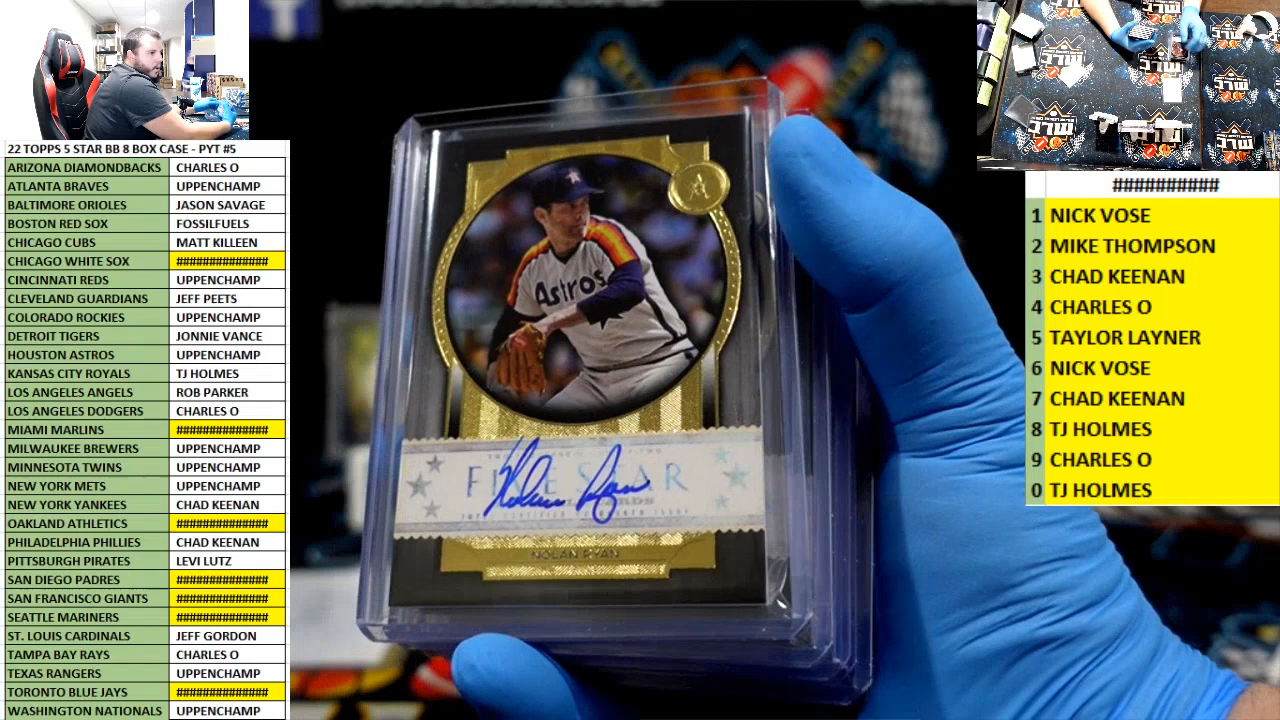 22 TOPPS 5 STAR BB 8 BOX CASE - PYT #5
ARIZONA DIAMONDBACKS CHARLES O
ATLANTA BRAVES UPPENCHAMP
BALTIMORE ORIOLES JASON SAVAGE
BOSTON RED SOX FOSSILFUELS
CHICAGO CUBS MATT KILLEEN
CHICAGO WHITE SOX ##############
CINCINNATI REDS UPPENCHAMP
CLEVELAND GUARDIANS JEFF PEETS
COLORADO ROCKIES UPPENCHAMP
DETROIT TIGERS JONNIE VANCE
HOUSTON ASTROS UPPENCHAMP
KANSAS CITY ROYALS TJ HOLMES
LOS ANGELES ANGELS ROB PARKER
LOS ANGELES DODGERS CHARLES O
MIAMI MARLINS ##############
MILWAUKEE BREWERS UPPENCHAMP
MINNESOTA TWINS UPPENCHAMP
NEW YORK METS UPPENCHAMP
NEW YORK YANKEES CHAD KEENAN
OAKLAND ATHLETICS ##############
PHILADELPHIA PHILLIES CHAD KEENAN
PITTSBURGH PIRATES LEVI LUTZ
SAN DIEGO PADRES ##############
SAN FRANCISCO GIANTS ##############
SEATTLE MARINERS ##############
ST. LOUIS CARDINALS JEFF GORDON
TAMPA BAY RAYS CHARLES O
TEXAS RANGERS UPPENCHAMP
TORONTO BLUE JAYS ##############
WASHINGTON NATIONALS UPPENCHAMP
A
Astros
FIVE STAR
Nolan Ryan
NOLAN RYAN
##########
1 NICK VOSE
2 MIKE THOMPSON
3 CHAD KEENAN
4 CHARLES O
5 TAYLOR LAYNER
6 NICK VOSE
7 CHAD KEENAN
8 TJ HOLMES
9 CHARLES O
0 TJ HOLMES